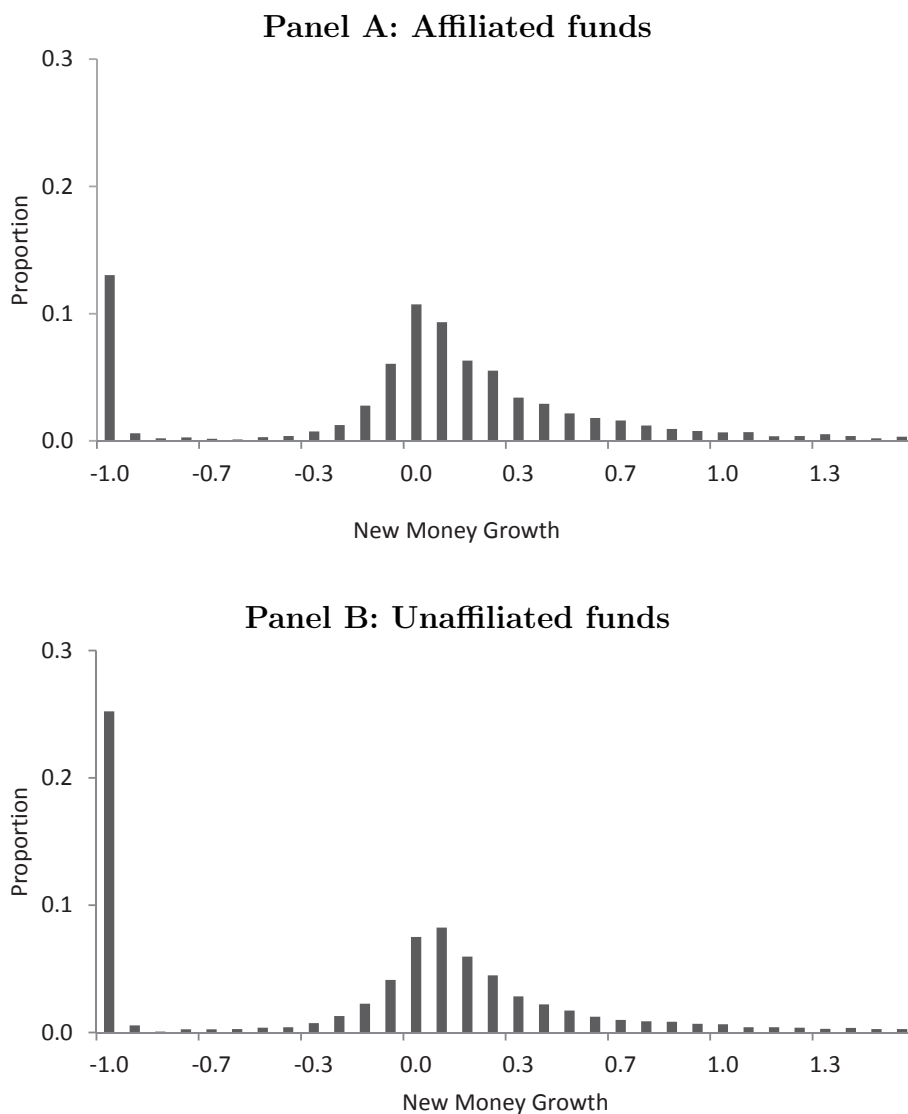 Panel A: Affiliated funds
0.3
0.2
0.1
0.0
Proportion
-1.0 -0.7 -0.3 0.0 0.3 0.7 1.0 1.3
New Money Growth
Panel B: Unaffiliated funds
0.3
0.2
0.1
0.0
Proportion
-1.0 -0.7 -0.3 0.0 0.3 0.7 1.0 1.3
New Money Growth